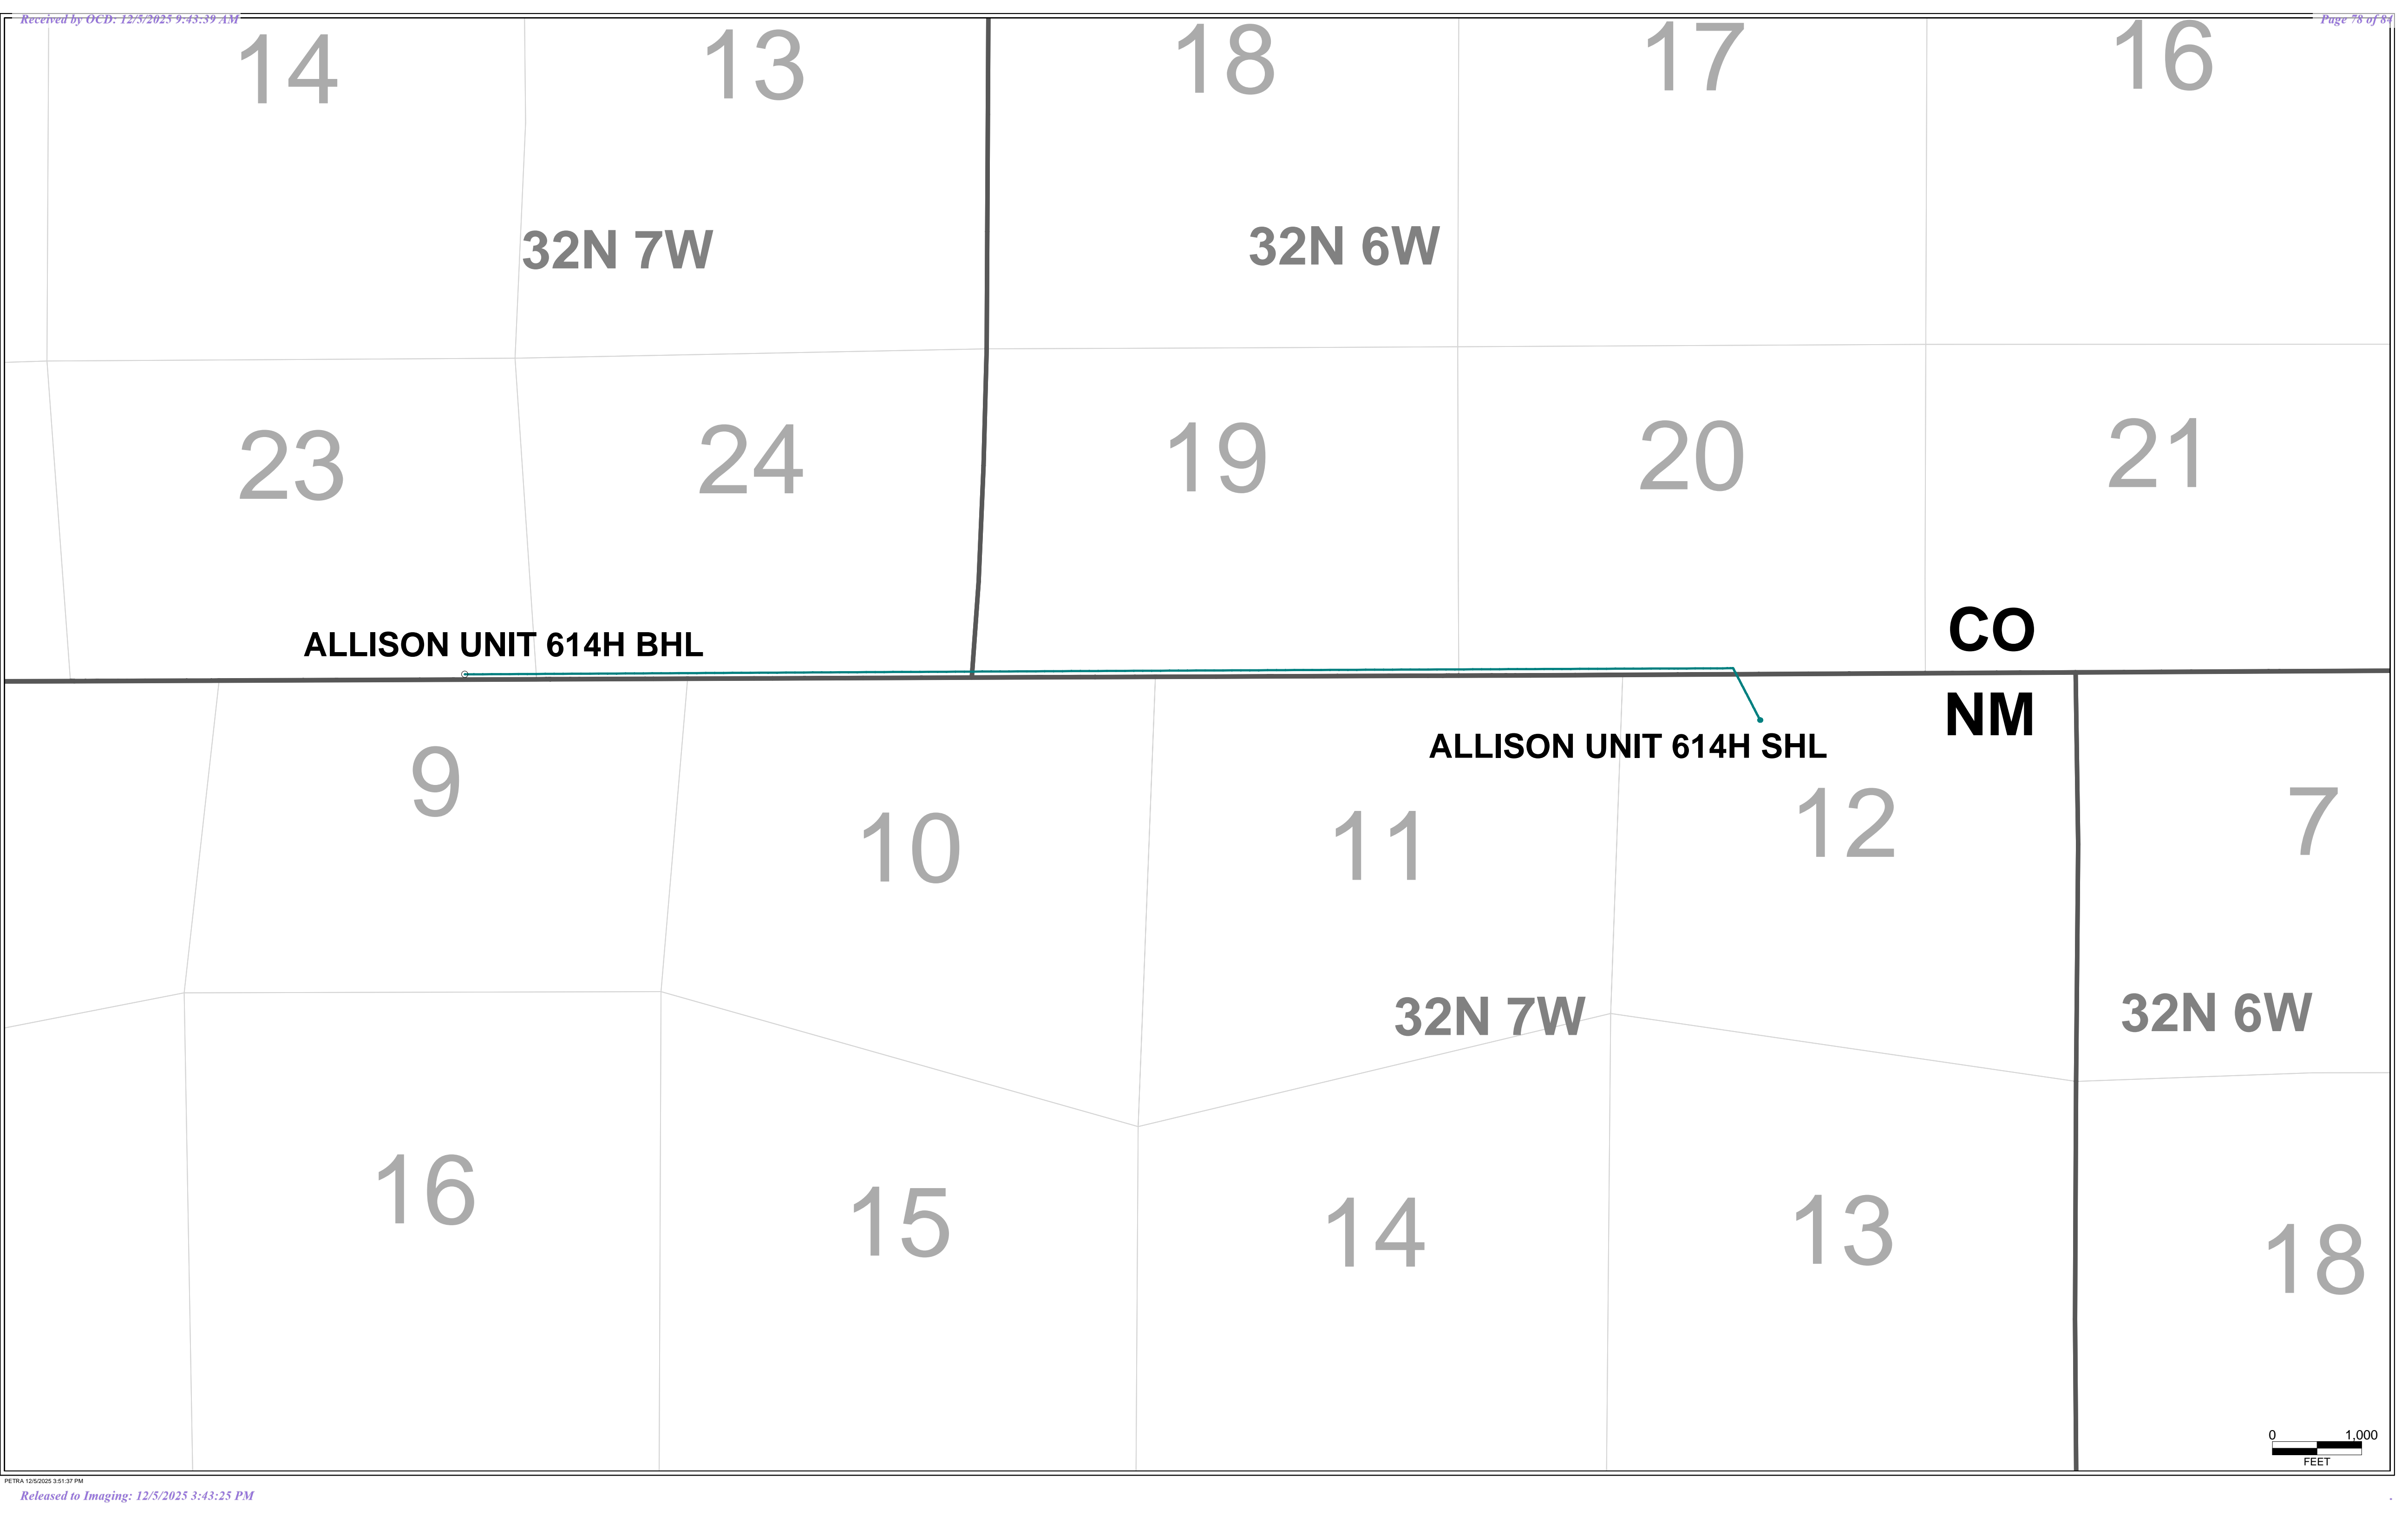 Received by OCD: 12/5/2025 9:43:39 AM
Page 78 of 84
14
13
18
17
16
32N 7W
32N 6W
23
24
19
20
21
CO
ALLISON UNIT 614H BHL
NM
ALLISON UNIT 614H SHL
9
10
11
12
7
32N 7W
32N 6W
16
15
14
13
18
0 1,000
FEET
PETRA 12/5/2025 3:51:37 PM
Released to Imaging: 12/5/2025 3:43:25 PM